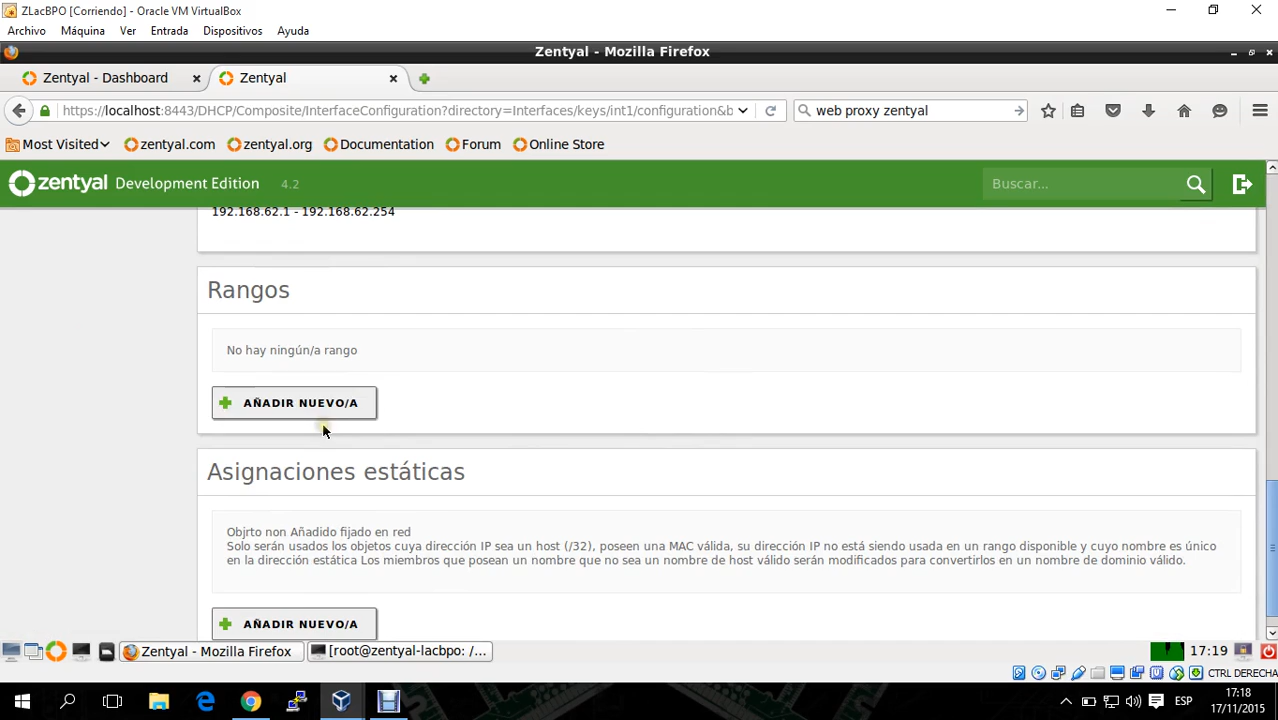 ZLacBPO [Corriendo] - Oracle VM VirtualBox
Archivo Máquina Ver Entrada Dispositivos Ayuda
Zentyal - Mozilla Firefox
Zentyal - Dashboard Zentyal
https://localhost:8443/DHCP/Composite/InterfaceConfiguration?directory=Interfaces/keys/int1/configuration&b web proxy zentyal
Most Visited zentyal.com zentyal.org Documentation Forum Online Store
zentyal Development Edition 4.2 Buscar...
192.168.62.1 - 192.168.62.254
Rangos
No hay ningún/a rango
AÑADIR NUEVO/A
Asignaciones estáticas
Objrto non Añadido fijado en red
Solo serán usados los objetos cuya dirección IP sea un host (/32), poseen una MAC válida, su dirección IP no está siendo usada en un rango disponible y cuyo nombre es único
en la dirección estática Los miembros que posean un nombre que no sea un nombre de host válido serán modificados para convertirlos en un nombre de dominio válido.
AÑADIR NUEVO/A
Zentyal - Mozilla Firefox [root@zentyal-lacbpo: /... 17:19
CTRL DERECHA
ESP 17:18
17/11/2015